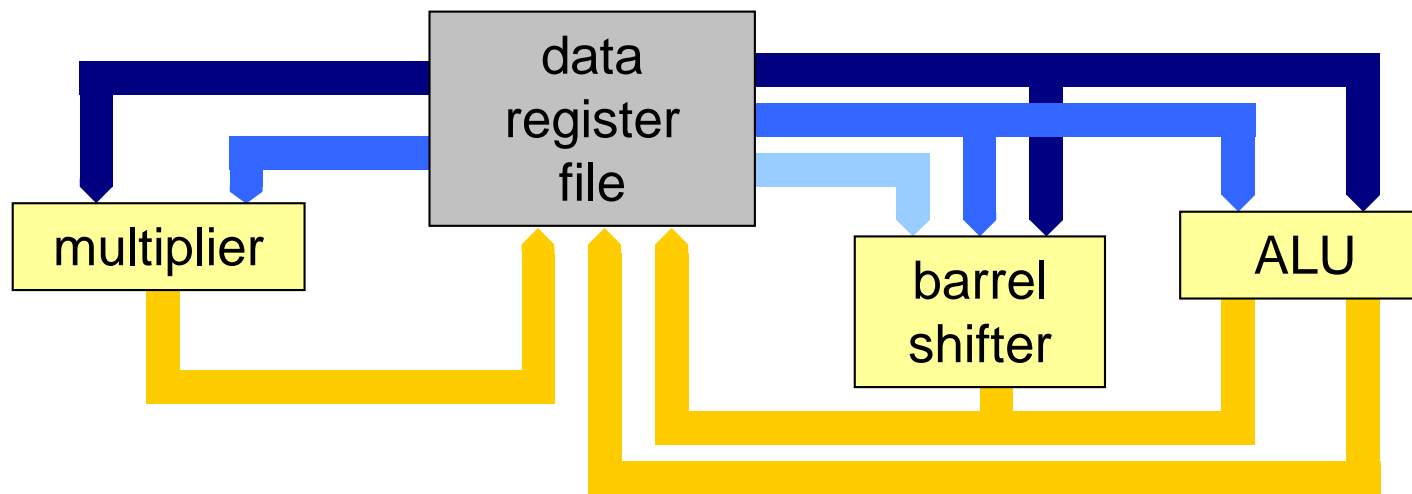 data
register
file
multiplier
barrel
shifter
ALU